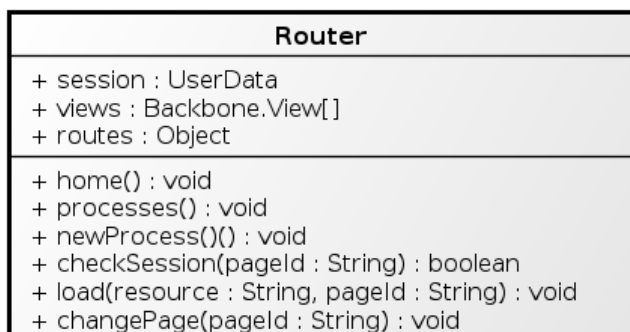 Router
+ session : UserData
+ views : Backbone.View[]
+ routes : Object
+ home() : void
+ processes() : void
+ newProcess()() : void
+ checkSession(pageId : String) : boolean
+ load(resource : String, pageId : String) : void
+ changePage(pageId : String) : void